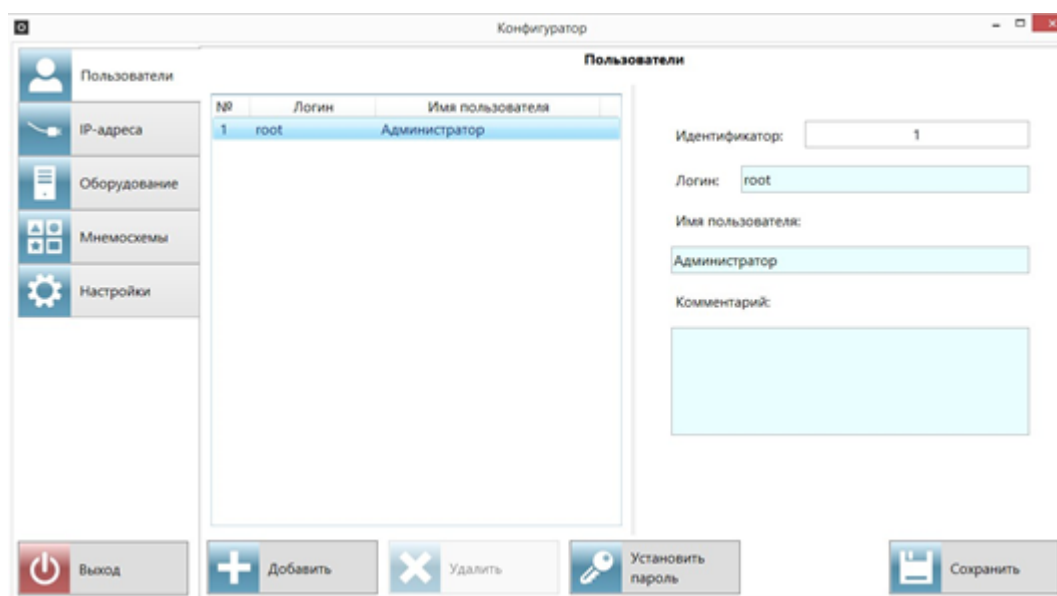 Конфигуратор
Пользователи
Пользователи
IP-адреса
Оборудование
Мнемосхемы
Настройки
№ Логин Имя пользователя
1 root Администратор
Идентификатор: 1
Логин: root
Имя пользователя:
Администратор
Комментарий:
Выход
Добавить
Удалить
Установить
пароль
Сохранить